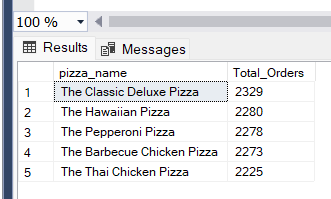 100 %
Results Messages
pizza_name Total_Orders
1 The Classic Deluxe Pizza 2329
2 The Hawaiian Pizza 2280
3 The Pepperoni Pizza 2278
4 The Barbecue Chicken Pizza 2273
5 The Thai Chicken Pizza 2225